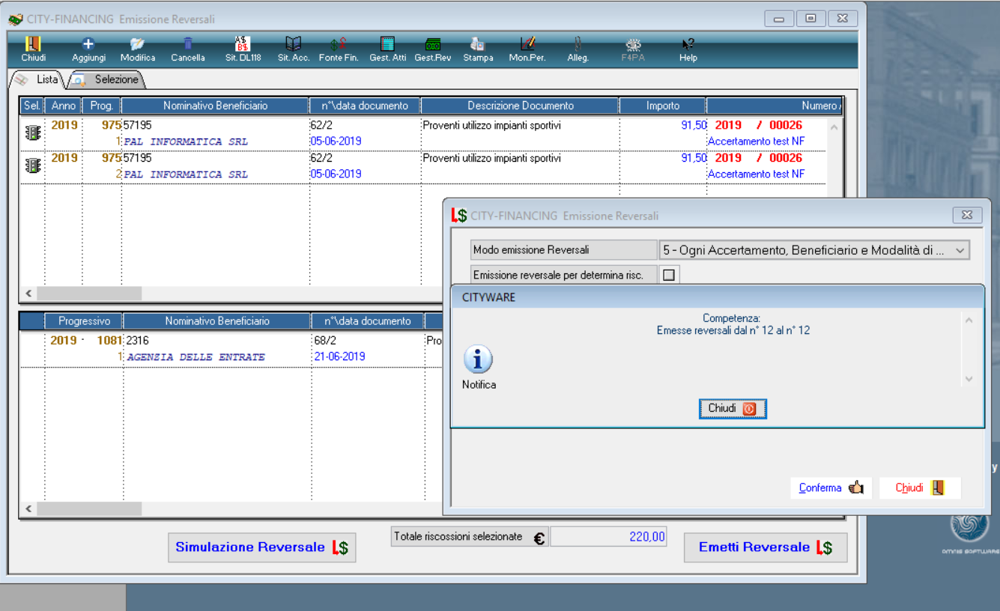 CITY-FINANCING Emissione Reversali
Chiudi Aggiungi Modifica Cancella Sit. DL118 Sit. Acc. Fonte Fin. Gest. Atti Gest.Rev Stampa Mon.Per. Alleg. F4PA Help
Lista Selezione
Sel. Anno Prog. Nominativo Beneficiario n°\data documento Descrizione Documento Importo Numero
2019 975 57195 62/2 Proventi utilizzo impianti sportivi 91,50 2019 / 00026
1 PAL INFORMATICA SRL 05-06-2019 Accertamento test NF
2019 975 57195 62/2 Proventi utilizzo impianti sportivi 91,50 2019 / 00026
2 PAL INFORMATICA SRL 05-06-2019 Accertamento test NF
CITY-FINANCING Emissione Reversali
Modo emissione Reversali 5 - Ogni Accertamento, Beneficiario e Modalità di ...
Emissione reversale per determina risc.
CITYWARE
Competenza:
Emesse reversali dal n° 12 al n° 12
Notifica
Chiudi
Conferma Chiudi
Progressivo Nominativo Beneficiario n°\data documento
2019 - 1081 2316 68/2 Pro
1 AGENZIA DELLE ENTRATE 21-06-2019
Simulazione Reversale Totale riscossioni selezionate € 220,00 Emetti Reversale
y
OMNIS SOFTWARE